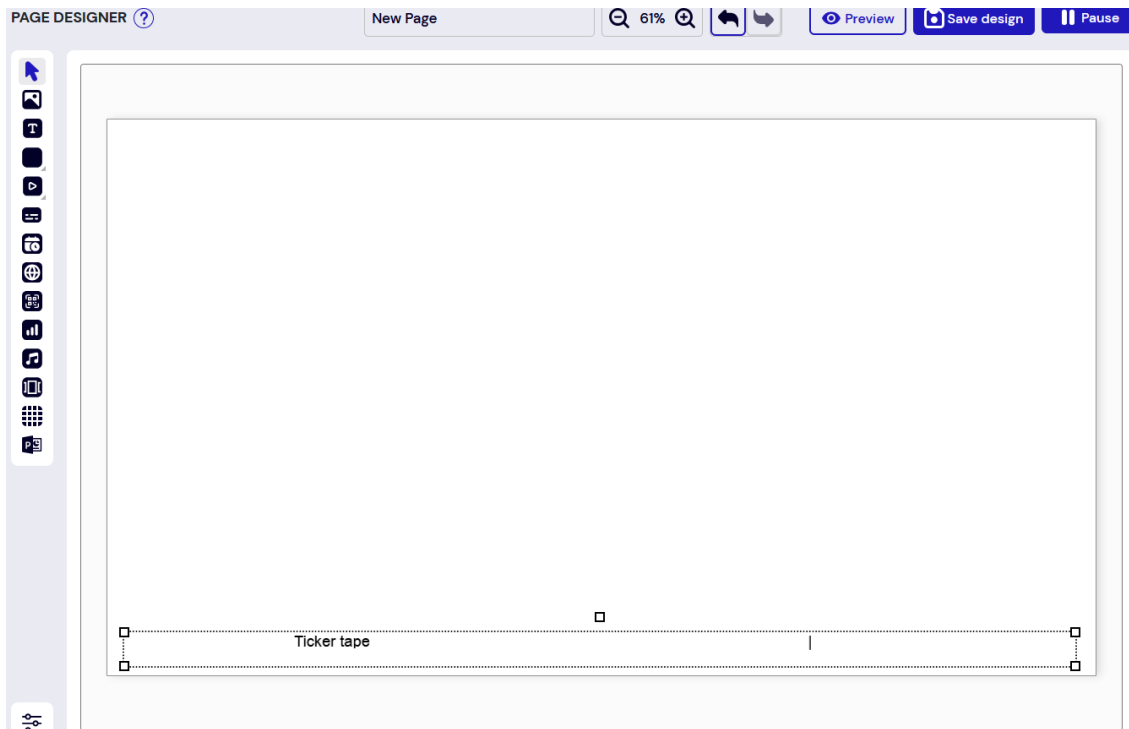 PAGE DESIGNER ?
New Page
61%
Preview
Save design
Pause
T
P
Ticker tape